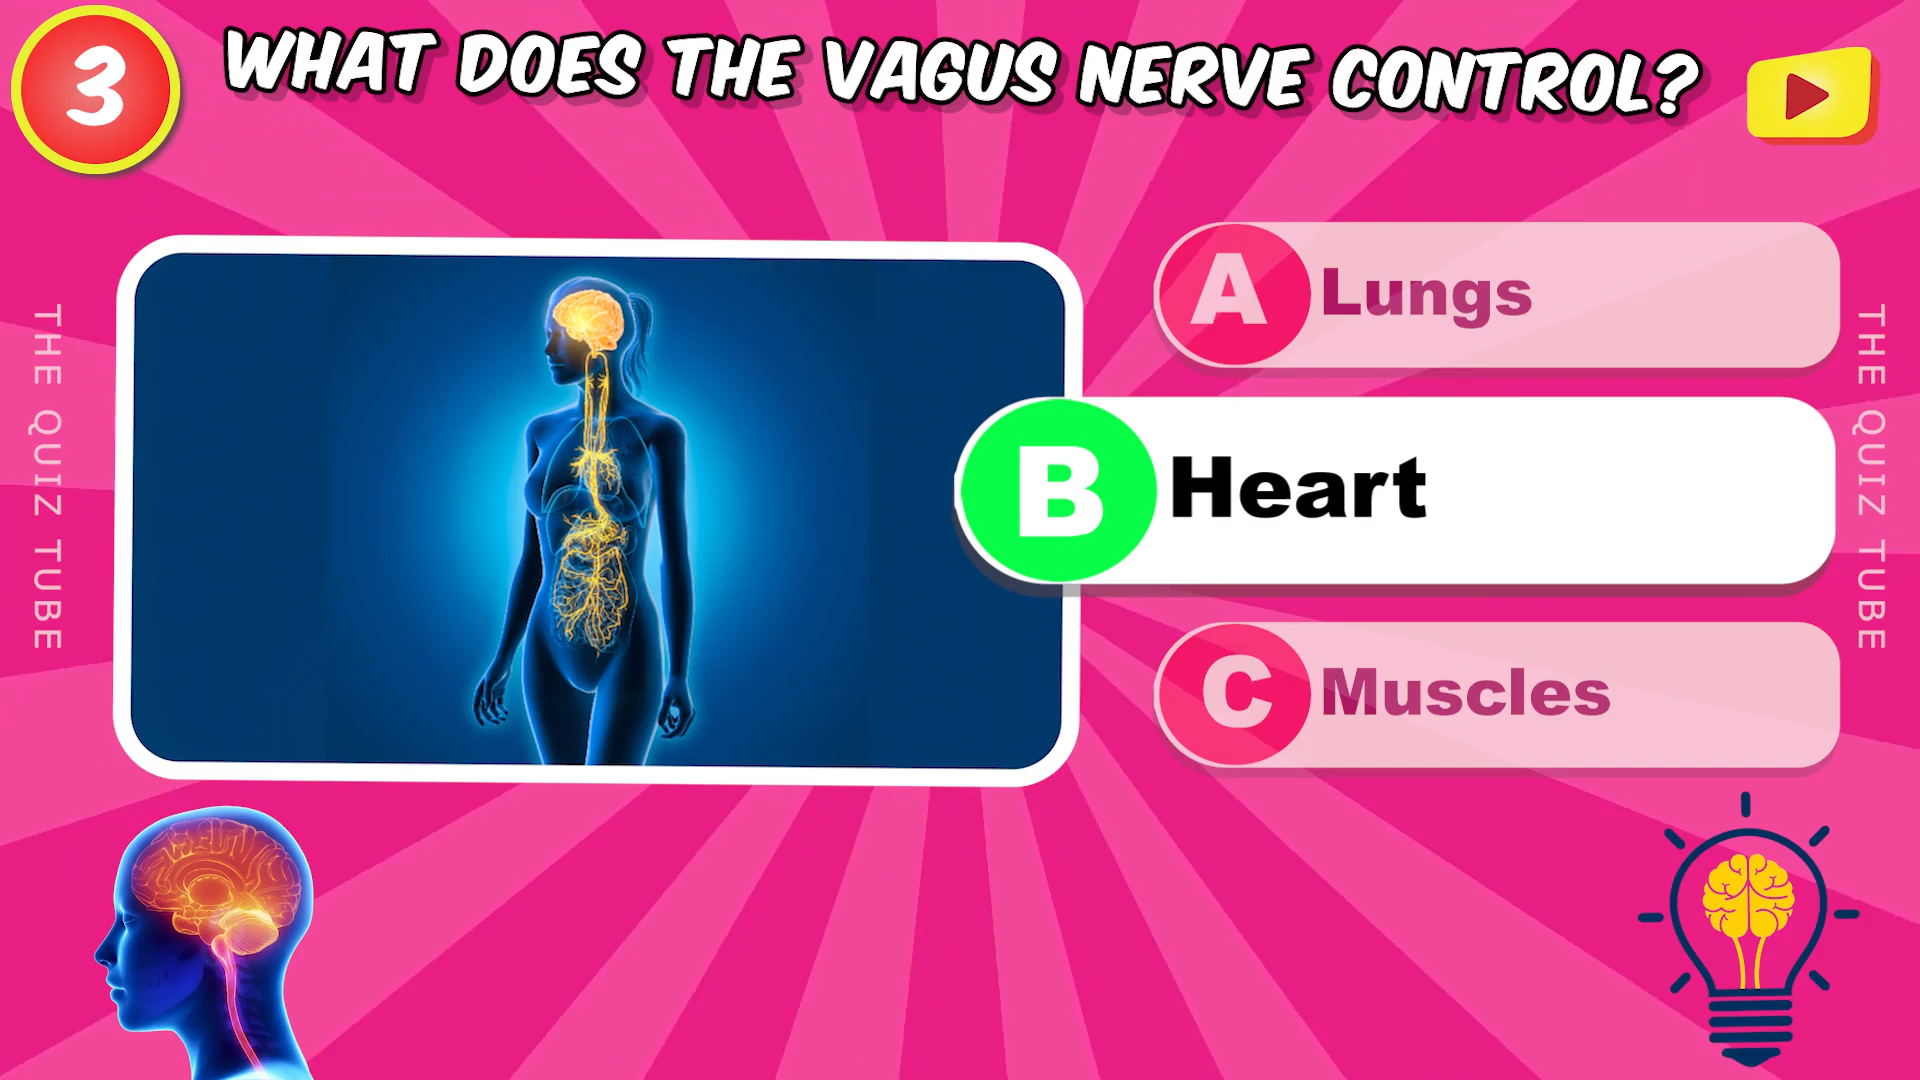 3
WHAT DOES THE VAGUS NERVE CONTROL?
THE QUIZ TUBE
A Lungs
B Heart
C Muscles
THE QUIZ TUBE